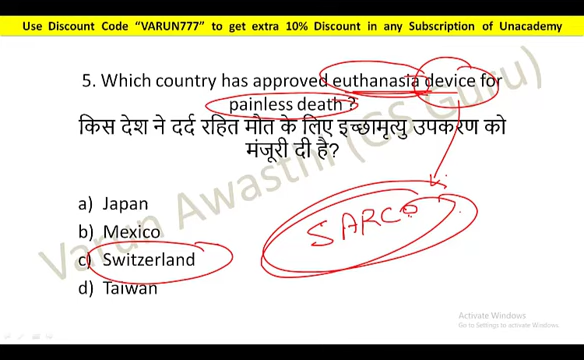 Use Discount Code “VARUN777” to get extra 10% Discount in any Subscription of Unacademy
5. Which country has approved euthanasia device for
painless death ?
किस देश ने दर्द रहित मौत के लिए इच्छामृत्यु उपकरण को
मंजूरी दी है?
a) Japan
b) Mexico
c) Switzerland
d) Taiwan
SARCO
Varun Awasthi (CS Guru)
Activate Windows
Go to Settings to activate Windows.